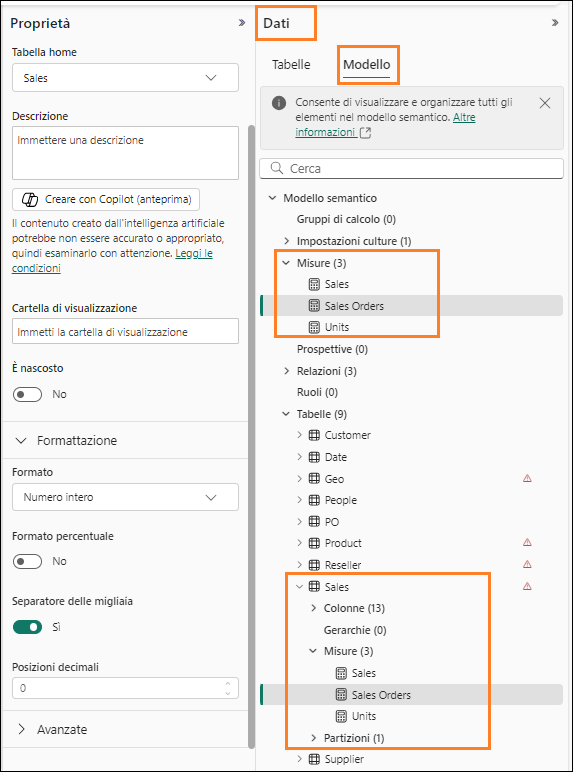 Proprietà
Tabella home
Sales
Descrizione
Immettere una descrizione
Creare con Copilot (anteprima)
Il contenuto creato dall'intelligenza artificiale
potrebbe non essere accurato o appropriato,
quindi esaminarlo con attenzione. Leggi le
condizioni
Cartella di visualizzazione
Immetti la cartella di visualizzazione
È nascosto
No
Formattazione
Formato
Numero intero
Formato percentuale
No
Separatore delle migliaia
Sì
Posizioni decimali
0
Avanzate
Dati
Tabelle
Modello
Consente di visualizzare e organizzare tutti gli
elementi nel modello semantico. Altre
informazioni
Cerca
Modello semantico
Gruppi di calcolo (0)
Impostazioni culture (1)
Misure (3)
Sales
Sales Orders
Units
Prospettive (0)
Relazioni (3)
Ruoli (0)
Tabelle (9)
Customer
Date
Geo
People
PO
Product
Reseller
Sales
Colonne (13)
Gerarchie (0)
Misure (3)
Sales
Sales Orders
Units
Partizioni (1)
Supplier